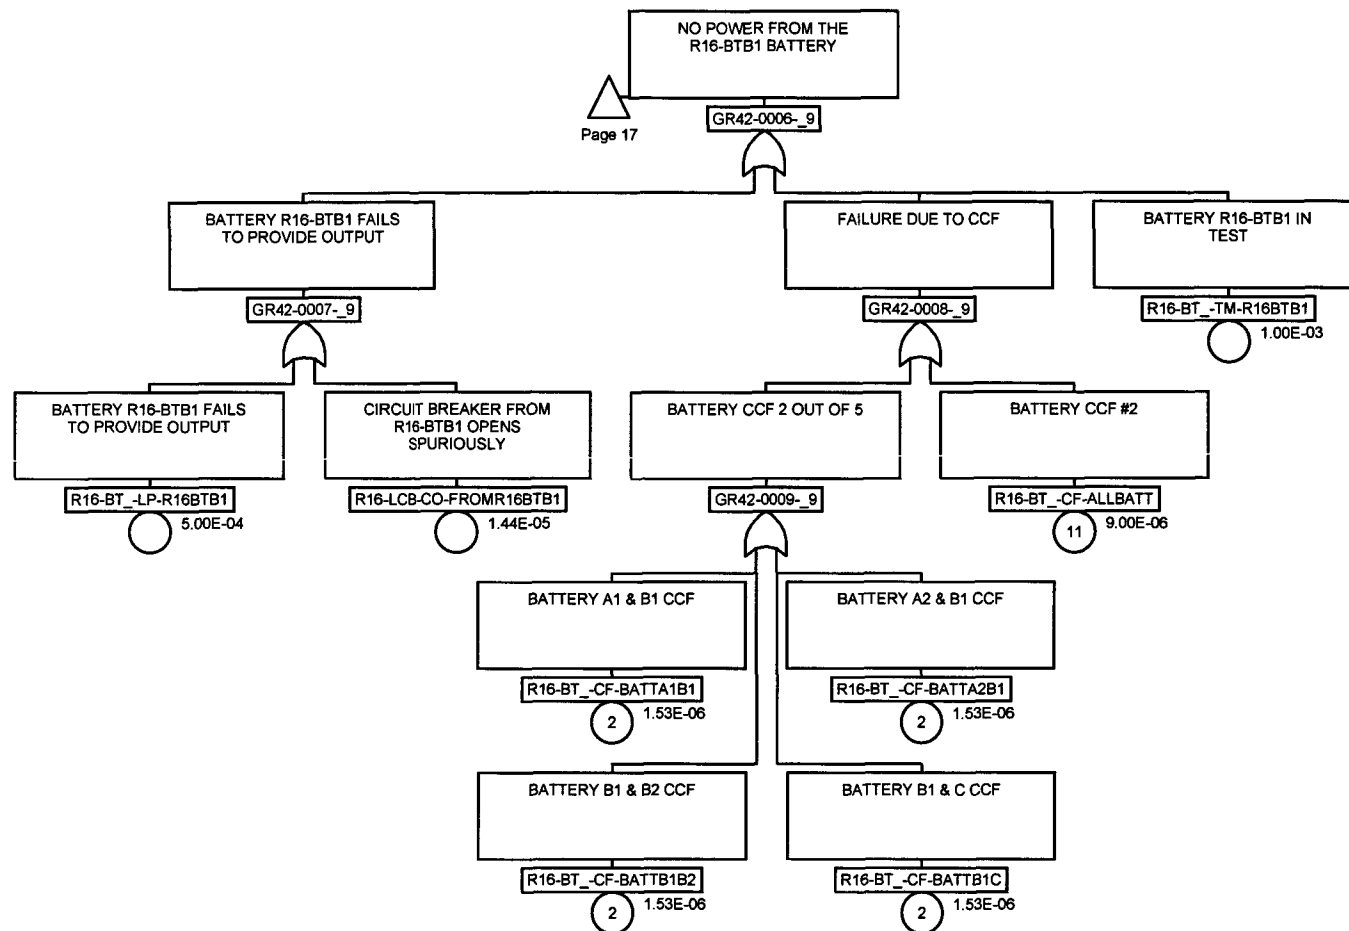 NO POWER FROM THE
R16-BTB1 BATTERY
Page 17
GR42-0006-_9
BATTERY R16-BTB1 FAILS
TO PROVIDE OUTPUT
FAILURE DUE TO CCF
BATTERY R16-BTB1 IN
TEST
GR42-0007-_9
GR42-0008-_9
R16-BT_-TM-R16BTB1
1.00E-03
BATTERY R16-BTB1 FAILS
TO PROVIDE OUTPUT
CIRCUIT BREAKER FROM
R16-BTB1 OPENS
SPURIOUSLY
BATTERY CCF 2 OUT OF 5
BATTERY CCF #2
R16-BT_-LP-R16BTB1
5.00E-04
R16-LCB-CO-FROMR16BTB1
1.44E-05
GR42-0009-_9
R16-BT_-CF-ALLBATT
11
9.00E-06
BATTERY A1 & B1 CCF
BATTERY A2 & B1 CCF
R16-BT_-CF-BATTA1B1
2
1.53E-06
R16-BT_-CF-BATTA2B1
2
1.53E-06
BATTERY B1 & B2 CCF
BATTERY B1 & C CCF
R16-BT_-CF-BATTB1B2
2
1.53E-06
R16-BT_-CF-BATTB1C
2
1.53E-06